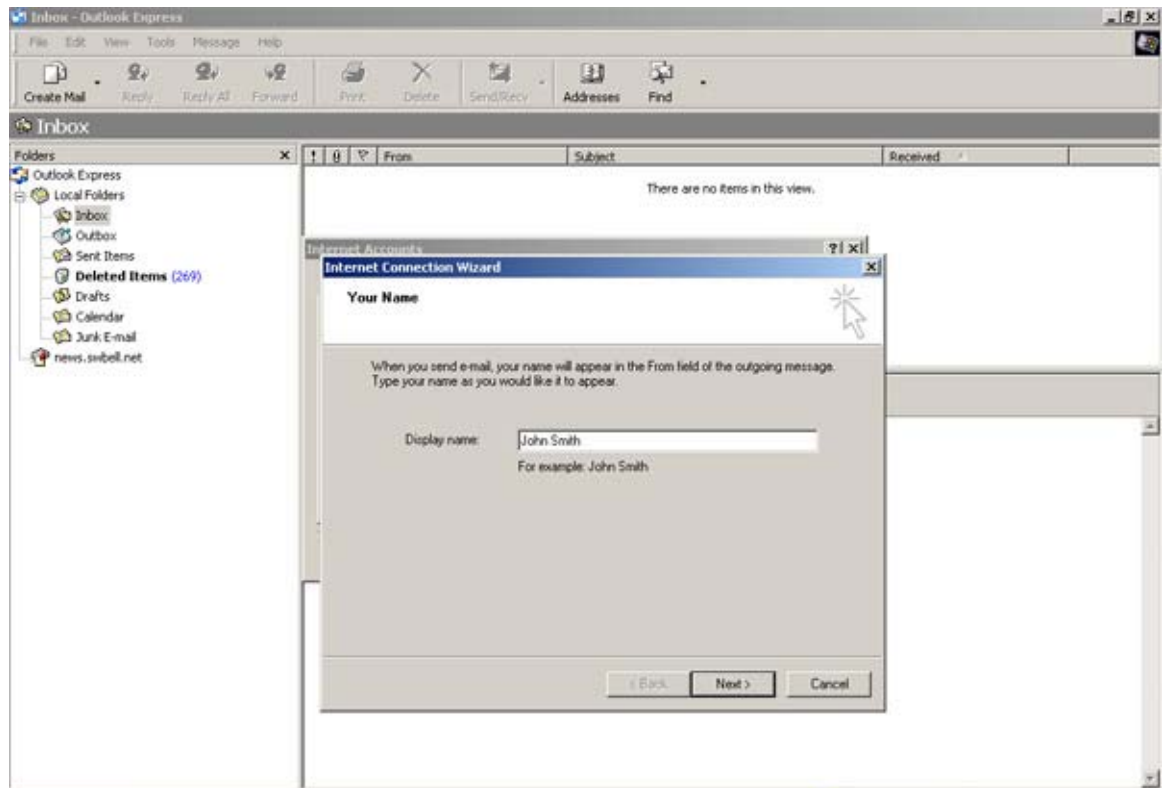 Inbox - Outlook Express
File Edit View Tools Message Help
Create Mail Reply Reply All Forward Print Delete Send/Recv Addresses Find
Inbox
Folders
! From Subject Received
Outlook Express
Local Folders
Inbox
Outbox
Sent Items
Deleted Items (269)
Drafts
Calendar
Junk E-mail
news.swbell.net
There are no items in this view.
Internet Accounts
Internet Connection Wizard
Your Name
When you send e-mail, your name will appear in the From field of the outgoing message.
Type your name as you would like it to appear.
Display name: John Smith
For example: John Smith
< Back Next > Cancel